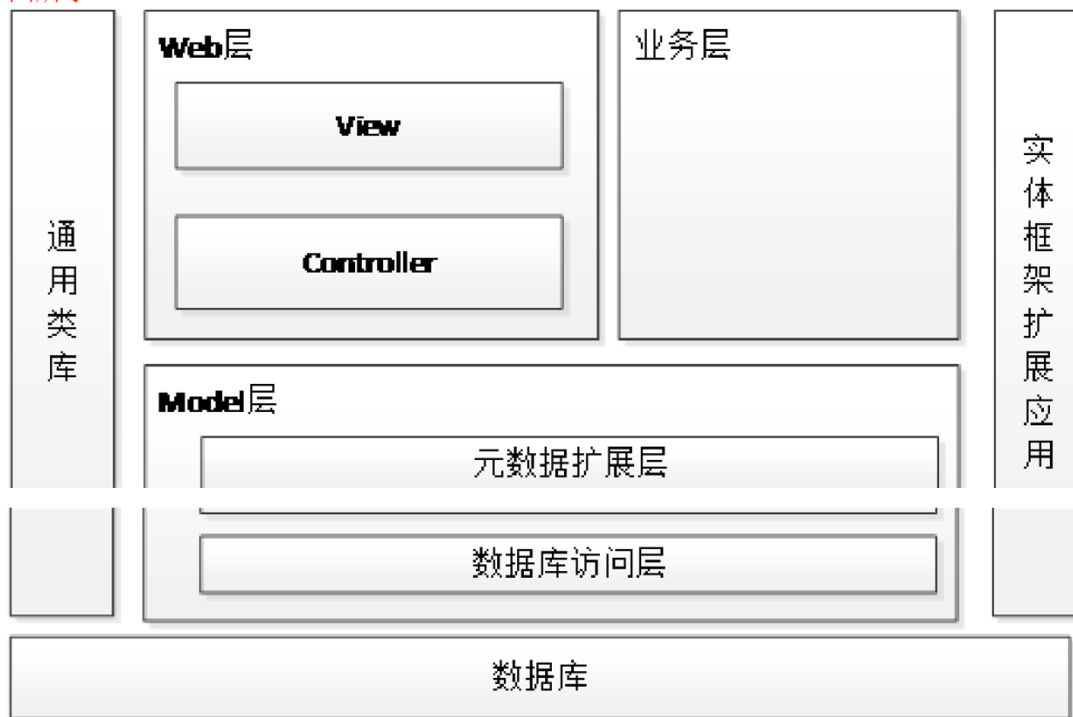 Web层
View
Controller
业务层
通用类库
实体框架扩展应用
Model层
元数据扩展层
数据库访问层
数据库